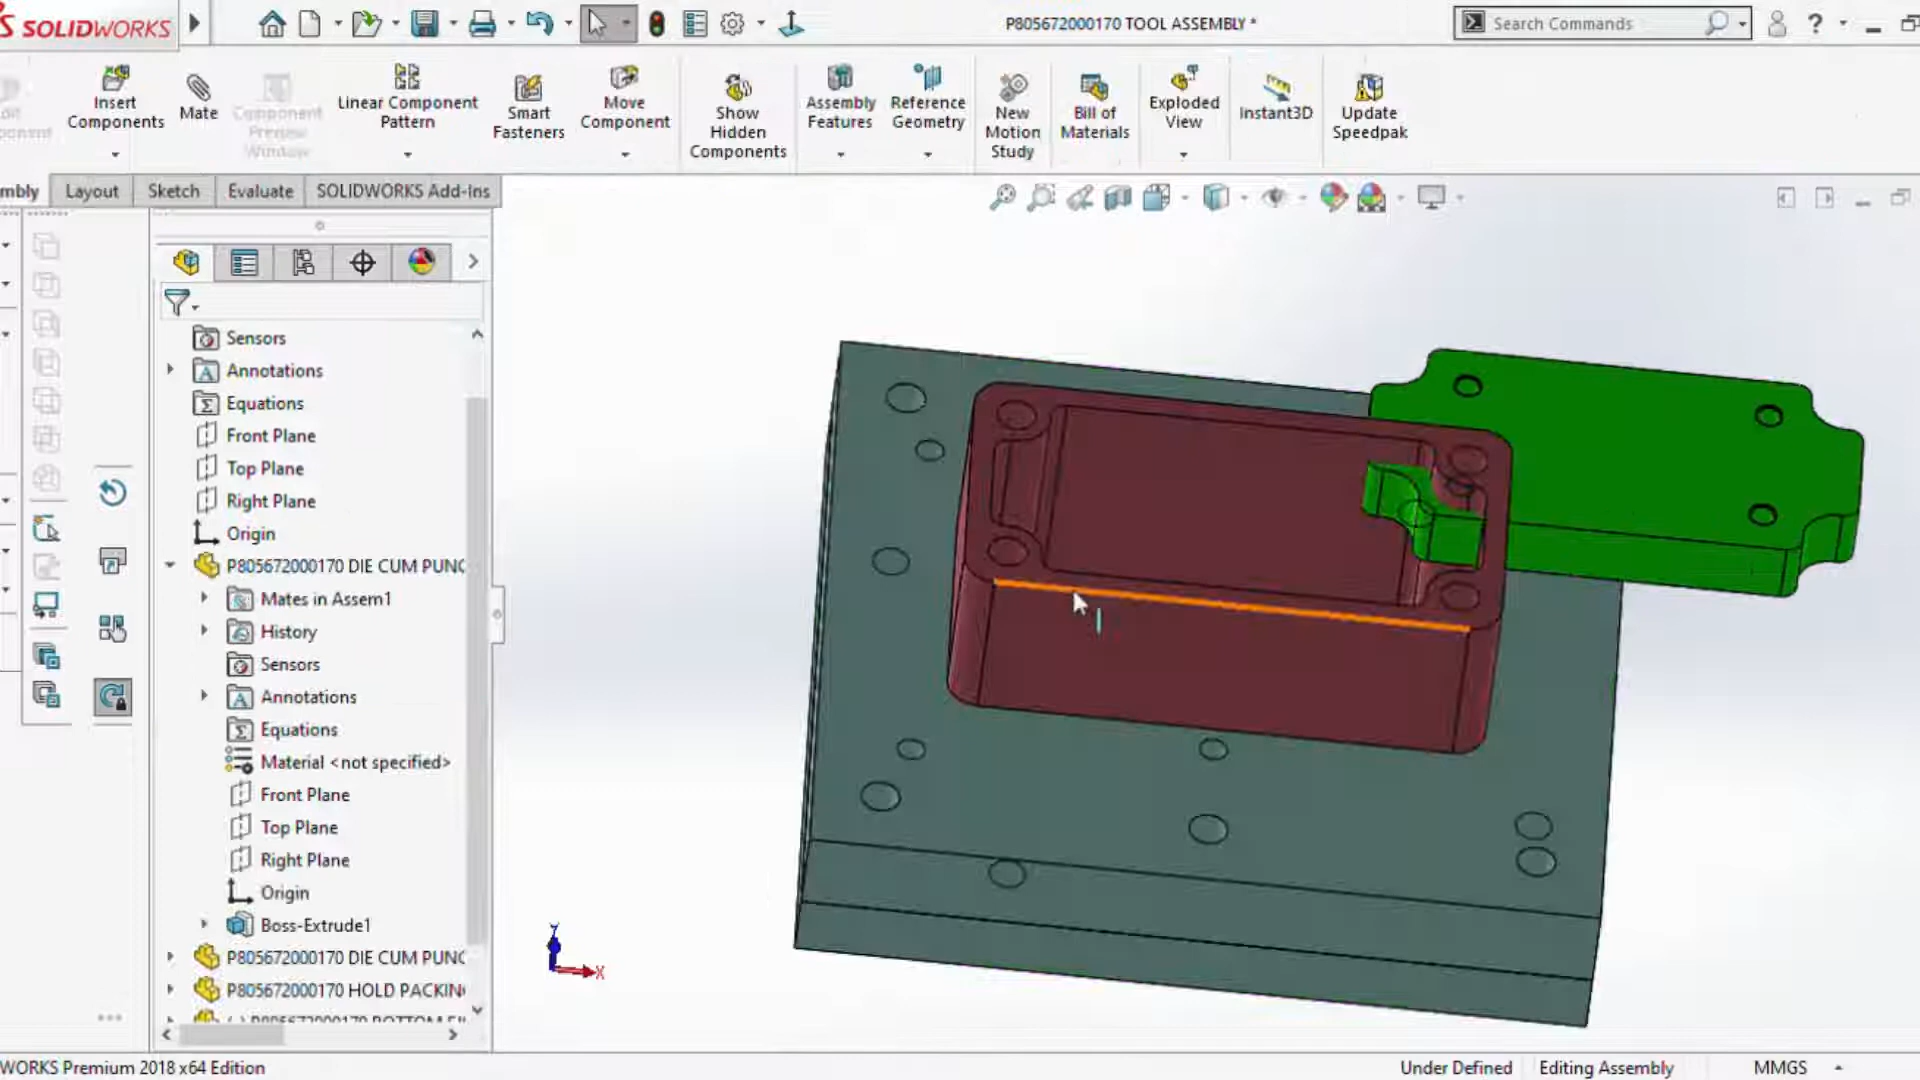 SOLIDWORKS
P805672000170 TOOL ASSEMBLY *
Search Commands
?
Insert
Components
Mate
Component
Preview
Window
Linear Component
Pattern
Smart
Fasteners
Move
Component
Show
Hidden
Components
Assembly
Features
Reference
Geometry
New
Motion
Study
Bill of
Materials
Exploded
View
Instant3D
Update
Speedpak
mbly
Layout
Sketch
Evaluate
SOLIDWORKS Add-Ins
Sensors
Annotations
Equations
Front Plane
Top Plane
Right Plane
Origin
P805672000170 DIE CUM PUNC
Mates in Assem1
History
Sensors
Annotations
Equations
Material <not specified>
Front Plane
Top Plane
Right Plane
Origin
Boss-Extrude1
P805672000170 DIE CUM PUNC
P805672000170 HOLD PACKIN
Y
X
WORKS Premium 2018 x64 Edition
Under Defined
Editing Assembly
MMGS